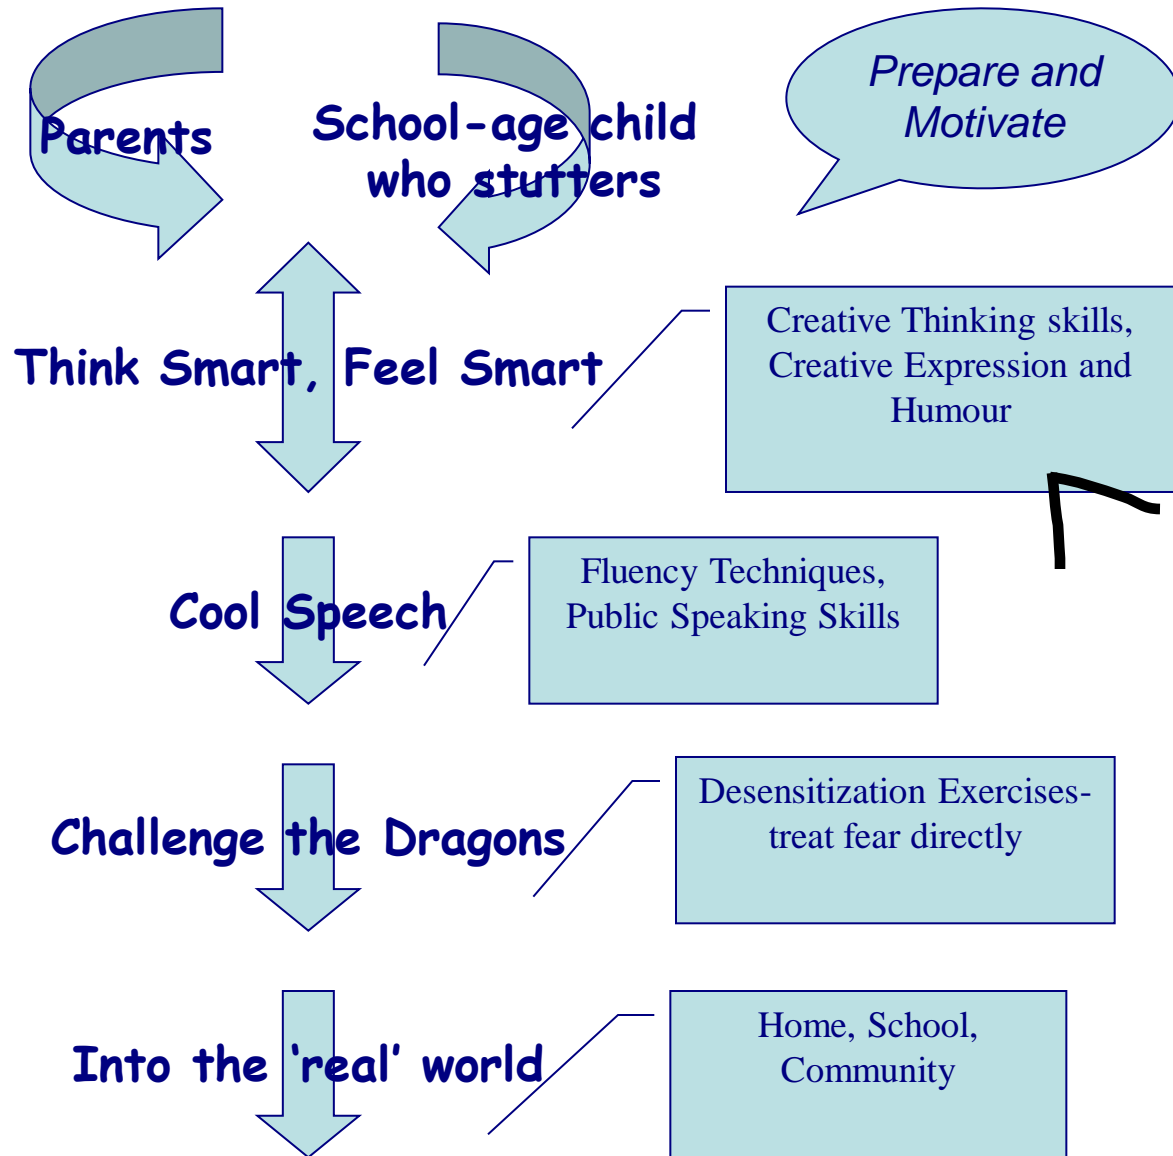 Parents
School-age child
who stutters
Prepare and
Motivate
Think Smart, Feel Smart
Creative Thinking skills,
Creative Expression and
Humour
Cool Speech
Fluency Techniques,
Public Speaking Skills
Challenge the Dragons
Desensitization Exercises-
treat fear directly
Into the ‘real’ world
Home, School,
Community